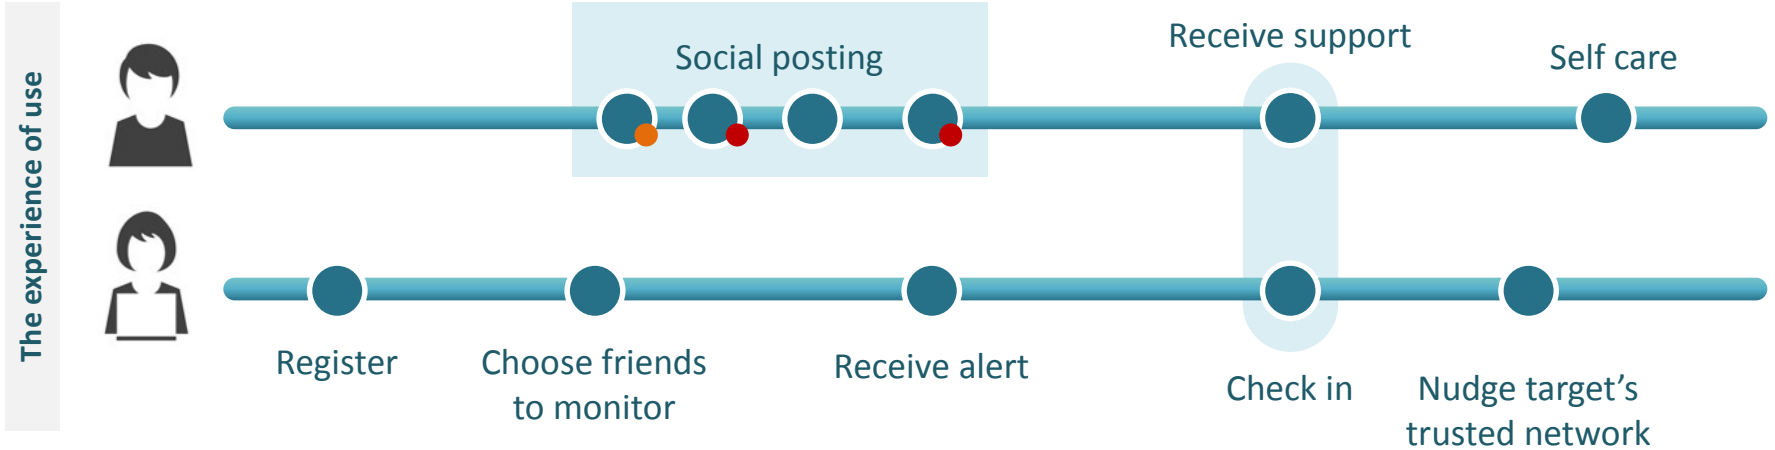 The experience of use
Social posting
Receive support
Self care
Register
Choose friends
to monitor
Receive alert
Check in
Nudge target’s
trusted network